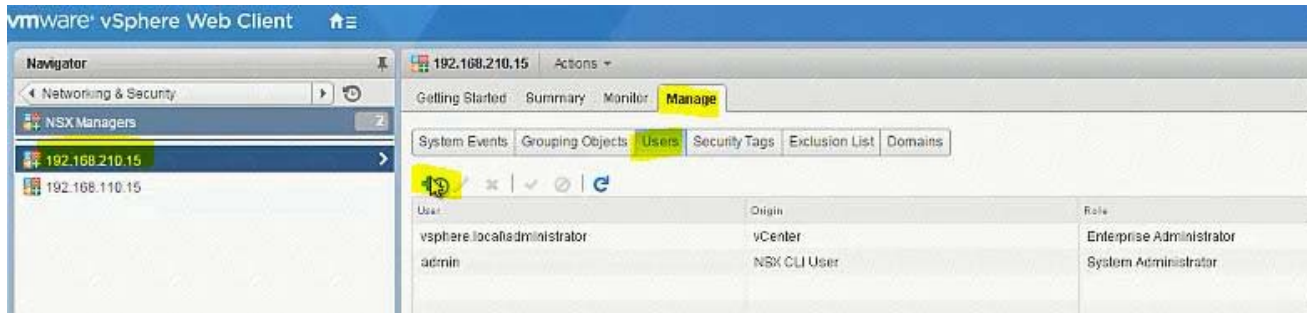 vmware® vSphere Web Client
Navigator
Networking & Security
NSX Managers 2
192.168.210.15
192.168.110.15
192.168.210.15 Actions
Getting Started Summary Monitor Manage
System Events Grouping Objects Users Security Tags Exclusion List Domains
User Origin Role
vsphere.local\administrator vCenter Enterprise Administrator
admin NSX CLI User System Administrator